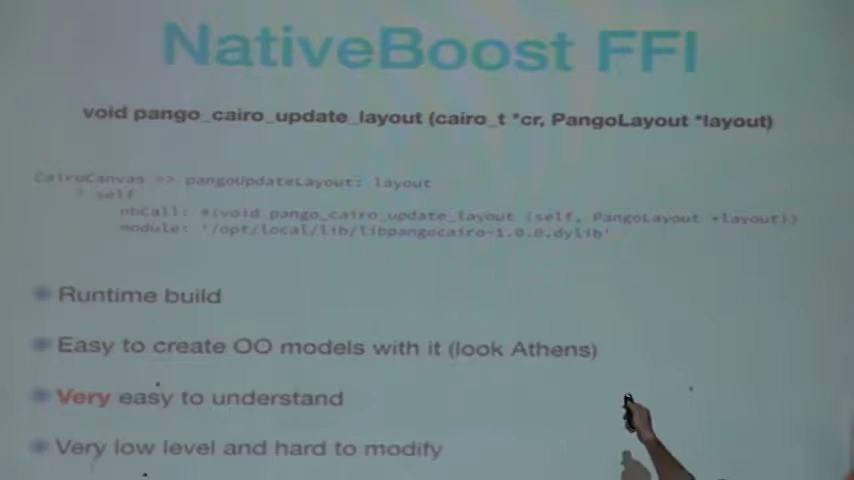 NativeBoost FFI
void pango_cairo_update_layout (cairo_t *cr, PangoLayout *layout)
CairoCanvas >> pangoUpdateLayout: layout
^ self
nbCall: #(void pango_cairo_update_layout (self, PangoLayout *layout))
module: '/opt/local/lib/libpangocairo-1.0.0.dylib'
Runtime build
Easy to create OO models with it (look Athens)
Very easy to understand
Very low level and hard to modify